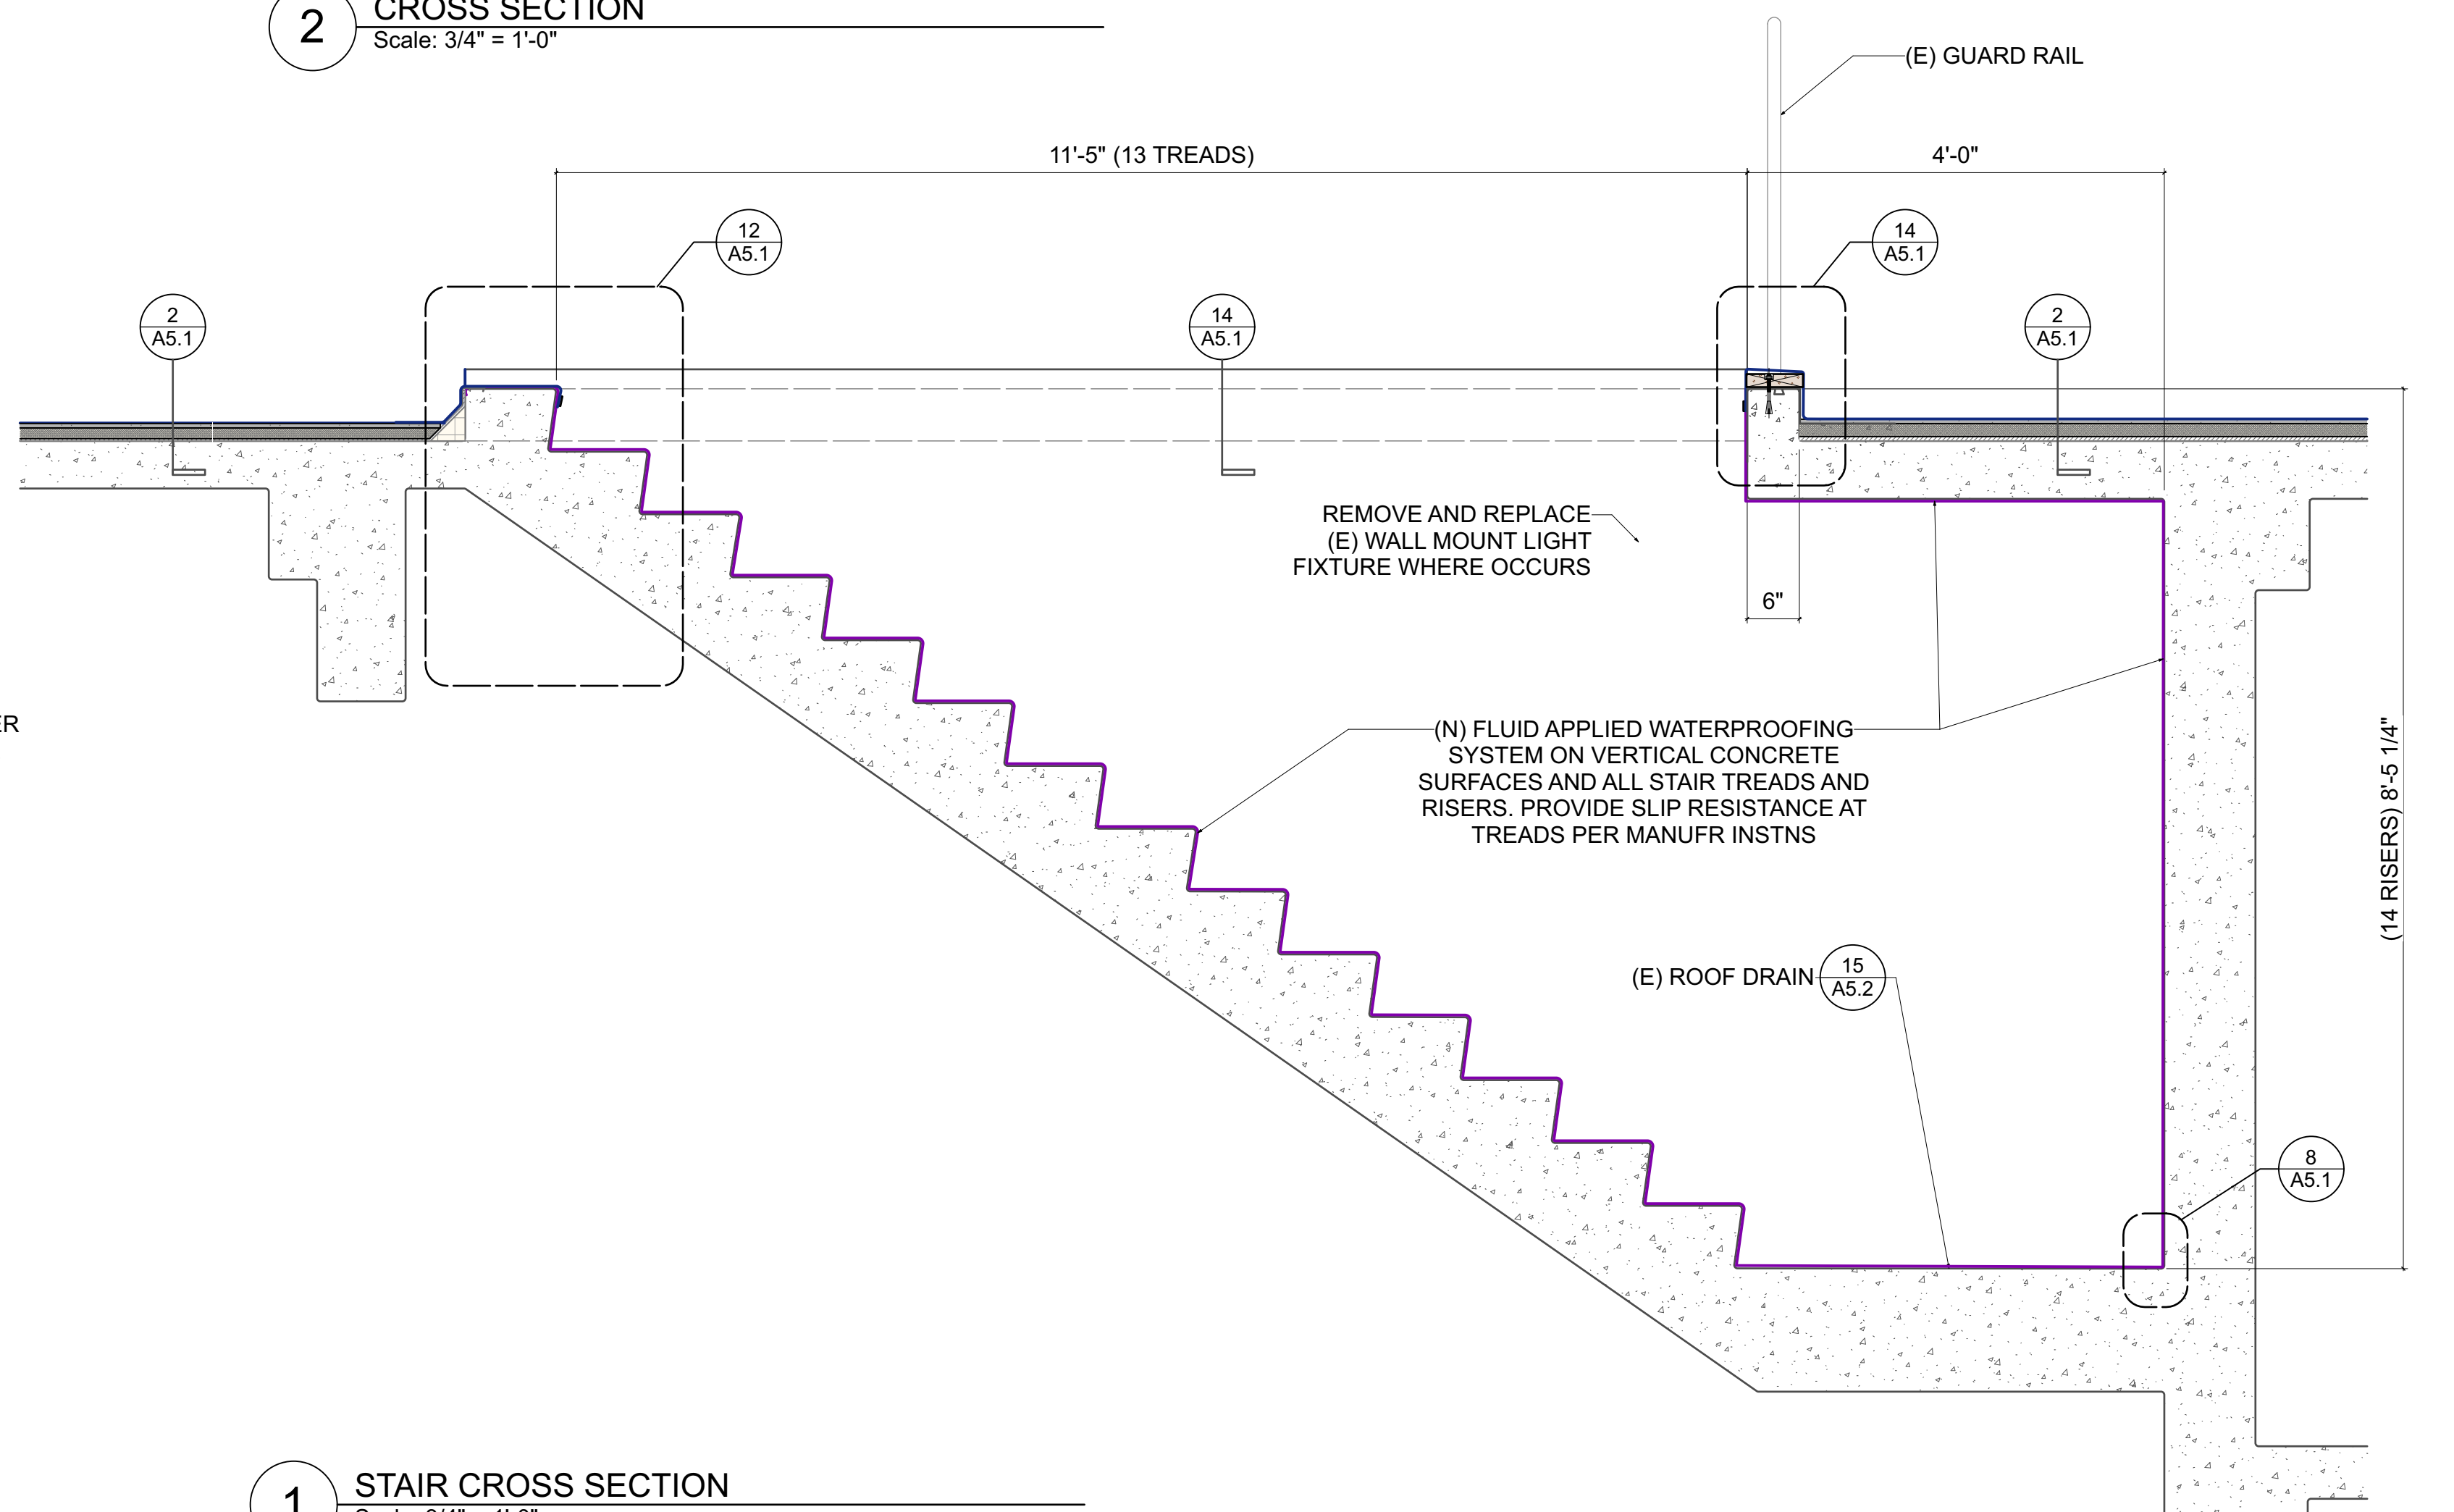 2
CROSS SECTION
Scale: 3/4" = 1'-0"
(E) GUARD RAIL
11'-5" (13 TREADS)
4'-0"
12
A5.1
14
A5.1
2
A5.1
14
A5.1
2
A5.1
REMOVE AND REPLACE
(E) WALL MOUNT LIGHT
FIXTURE WHERE OCCURS
6"
ER
(N) FLUID APPLIED WATERPROOFING
SYSTEM ON VERTICAL CONCRETE
SURFACES AND ALL STAIR TREADS AND
RISERS. PROVIDE SLIP RESISTANCE AT
TREADS PER MANUFR INSTNS
(14 RISERS) 8'-5 1/4"
(E) ROOF DRAIN
15
A5.2
8
A5.1
1
STAIR CROSS SECTION